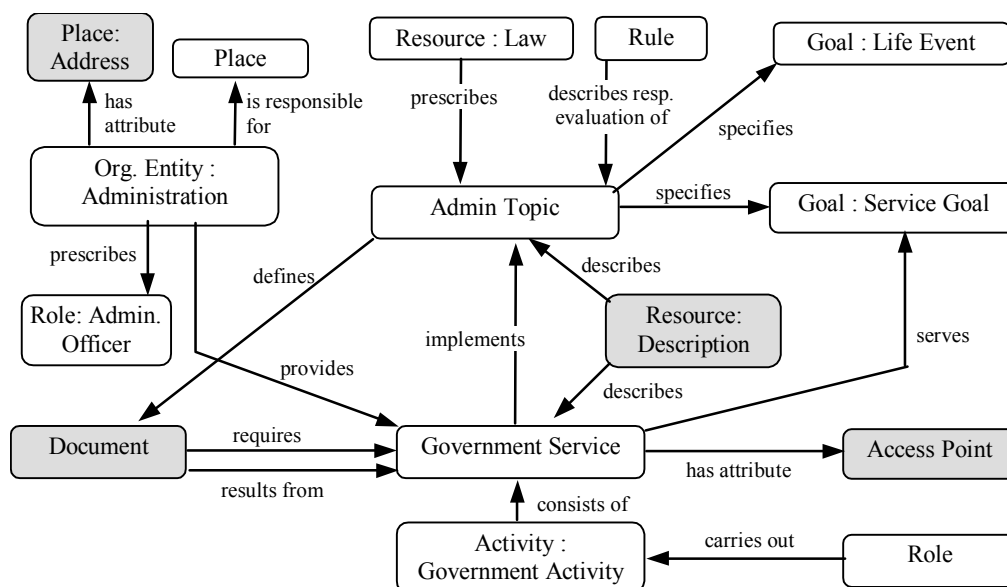 Place:
Address
Place
Resource : Law
Rule
Goal : Life Event
has
attribute
is responsible
for
prescribes
describes resp.
evaluation of
specifies
Org. Entity :
Administration
Admin Topic
specifies
Goal : Service Goal
prescribes
defines
describes
Role: Admin.
Officer
implements
Resource:
Description
serves
provides
describes
Document
requires
Government Service
has attribute
Access Point
results from
consists of
Activity :
Government Activity
carries out
Role